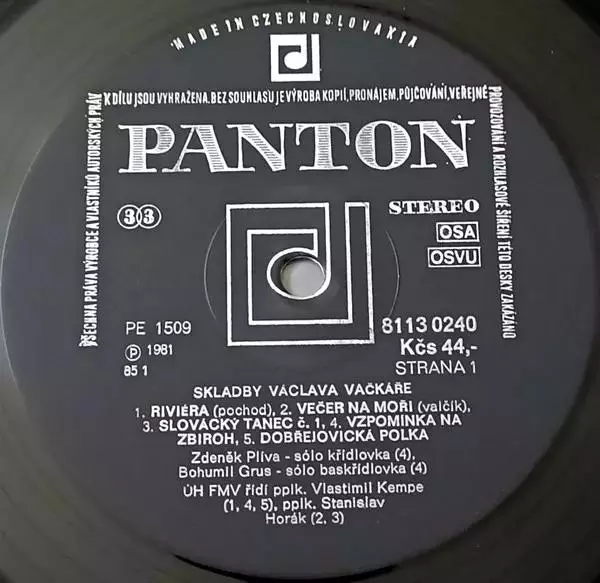 MADE IN CZECHOSLOVAKIA
VŠECHNA PRÁVA VÝROBCE A VLASTNÍKŮ AUTORSKÝCH PRÁV
K DÍLU JSOU VYHRAŽENA. BEZ SOUHLASU JE VÝROBA KOPIÍ, PRONÁJEM, PŮJČOVÁNÍ, VEŘEJNÉ
PROVOZOVÁNÍ A ROZHLASOVÉ ŠÍŘENÍ TÉTO DESKY ZAKÁZÁNO
PANTON
33
STEREO
OSA
OSVU
PE 1509
Ⓟ 1981
85 1
8113 0240
Kčs 44,-
STRANA 1
SKLADBY VÁCLAVA VAČKÁŘE
1. RIVIÉRA (pochod), 2. VEČER NA MOŘI (valčík),
3. SLOVÁCKÝ TANEC č. 1, 4. VZPOMÍNKA NA
ZBIROH, 5. DOBŘEJOVICKÁ POLKA
Zdeněk Plíva - sólo křídlovka (4),
Bohumil Grus - sólo baskřídlovka (4)
ÚH FMV řídí pplk. Vlastimil Kempe
(1, 4, 5), pplk. Stanislav
Horák (2, 3)